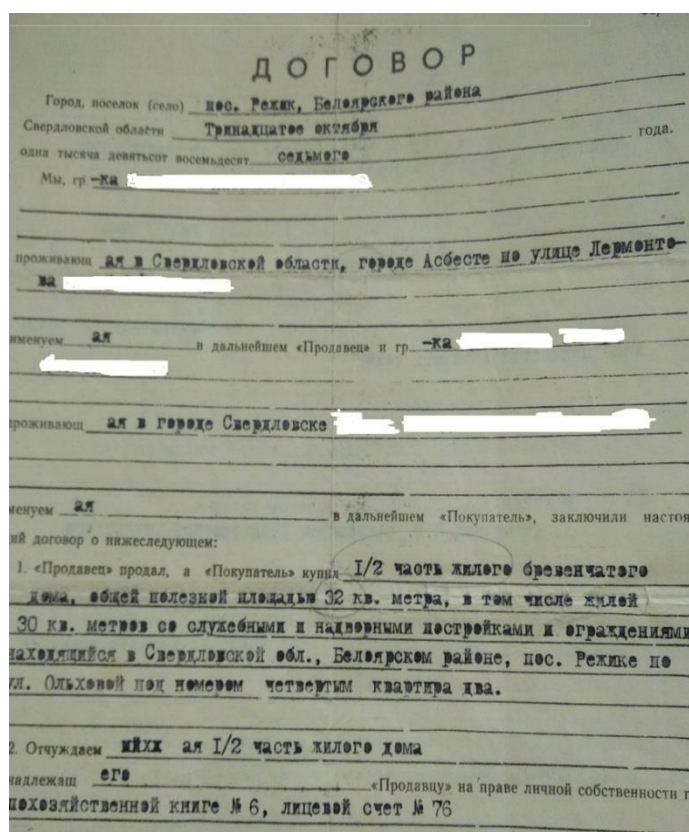 ДОГОВОР
Город, поселок (село) пос. Режик, Белоярского района
Свердловской области Тринадцатое октября года.
одна тысяча девятьсот восемьдесят седьмого
Мы, гр. -ка
проживающ ая в Свердловской области, городе Асбесте по улице Лермонто-
ва
именуем ая в дальнейшем «Продавец» и гр. -ка
проживающ ая в городе Свердловске
менуем ая в дальнейшем «Покупатель», заключили настоя
ий договор о нижеследующем:
1. «Продавец» продал, а «Покупатель» купил I/2 часть жилого бревенчатого
дома, общей полезной площадью 32 кв. метра, в том числе жилой
30 кв. метров со служебными и надворными постройками и ограждениями
находящийся в Свердловской обл., Белоярском районе, пос. Режике по
ул. Ольховой под номером четвертым квартира два.
2. Отчуждаем ая I/2 часть жилого дома
надлежащ его «Продавцу» на праве личной собственности п
похозяйственной книге № 6, лицевой счет № 76